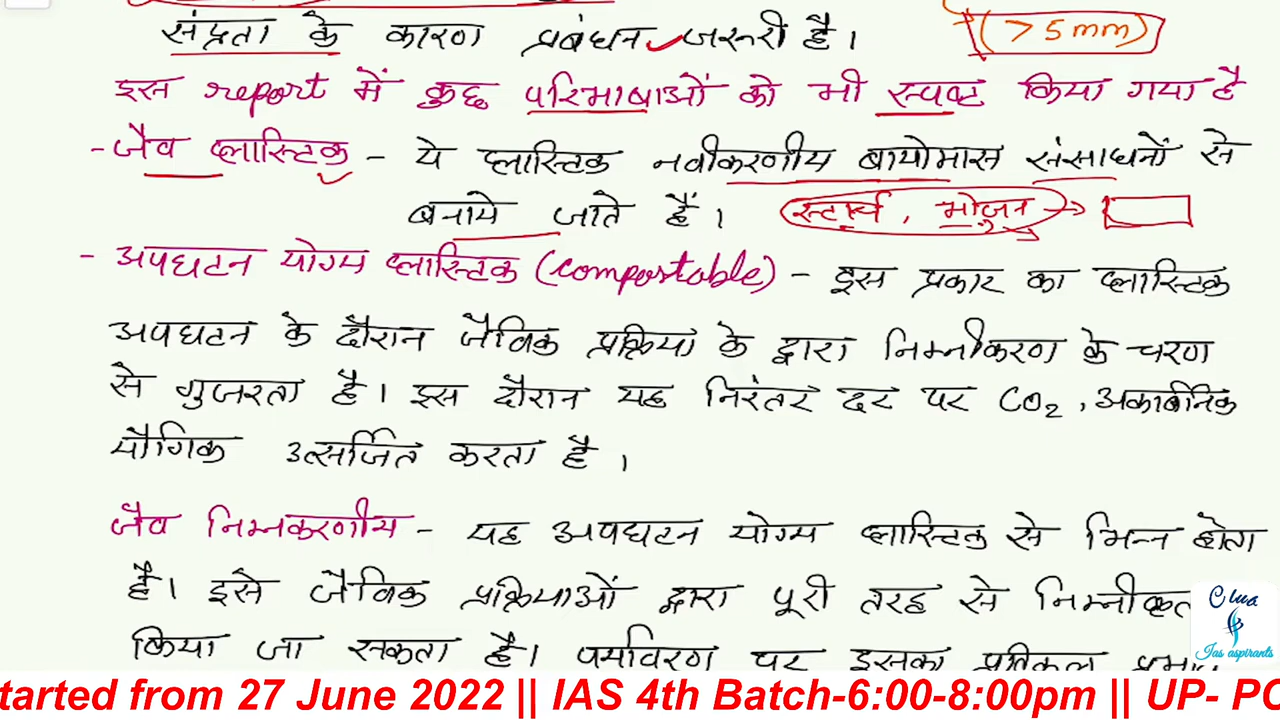 संद्रता के कारण प्रबंधन जरूरी है।
(>5mm)
इस report में कुछ परिभाषाओं को भी स्पष्ट किया गया है
- जैव प्लास्टिक - ये प्लास्टिक नवीकरणीय बायोमास संसाधनों से
बनाये जाते हैं। स्टार्च, भोजन
- अपघटन योग्य प्लास्टिक (compostable) - इस प्रकार का प्लास्टिक
अपघटन के दौरान जैविक प्रक्रिया के द्वारा निम्नीकरण के चरण
से गुजरता है। इस दौरान यह निरंतर दर पर CO2, अकार्बनिक
यौगिक उत्सर्जित करता है।
जैव निम्नकरणीय - यह अपघटन योग्य प्लास्टिक से भिन्न होता
है। इसे जैविक प्रक्रियाओं द्वारा पूरी तरह से निम्नीकृत
किया जा सकता है। पर्यावरण पर इसका प्रतिकूल
Ias aspirants
tarted from 27 June 2022 || IAS 4th Batch-6:00-8:00pm || UP- PC